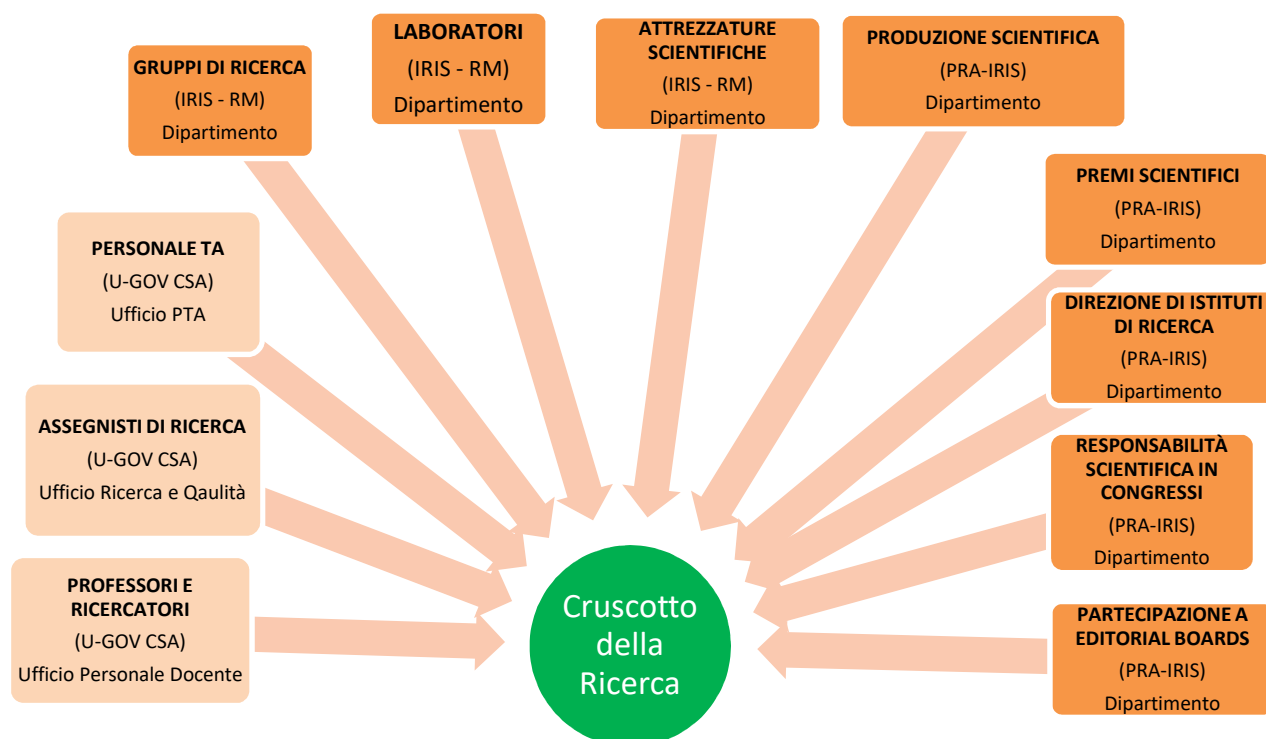 GRUPPI DI RICERCA
(IRIS - RM)
Dipartimento
LABORATORI
(IRIS - RM)
Dipartimento
ATTREZZATURE
SCIENTIFICHE
(IRIS - RM)
Dipartimento
PRODUZIONE SCIENTIFICA
(PRA-IRIS)
Dipartimento
PREMI SCIENTIFICI
(PRA-IRIS)
Dipartimento
PERSONALE TA
(U-GOV CSA)
Ufficio PTA
DIREZIONE DI ISTITUTI
DI RICERCA
(PRA-IRIS)
Dipartimento
ASSEGNISTI DI RICERCA
(U-GOV CSA)
Ufficio Ricerca e Qaulità
RESPONSABILITÀ
SCIENTIFICA IN
CONGRESSI
(PRA-IRIS)
Dipartimento
PROFESSORI E
RICERCATORI
(U-GOV CSA)
Ufficio Personale Docente
Cruscotto
della
Ricerca
PARTECIPAZIONE A
EDITORIAL BOARDS
(PRA-IRIS)
Dipartimento